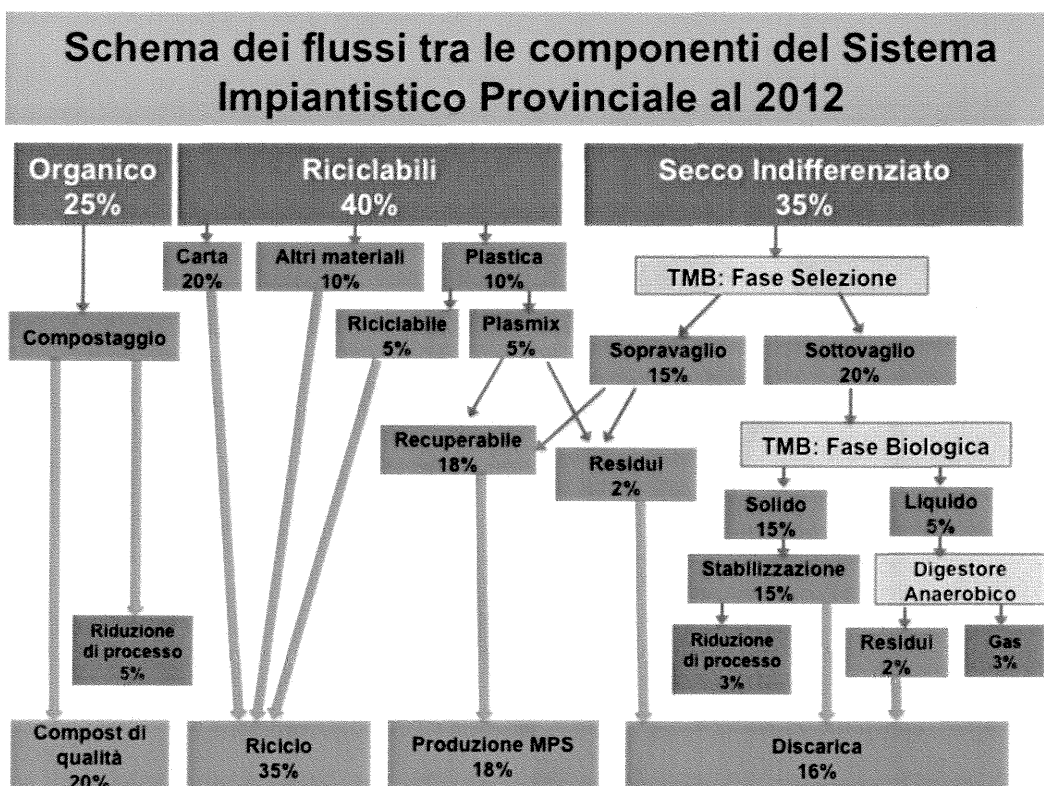 Schema dei flussi tra le componenti del Sistema
Impiantistico Provinciale al 2012
Organico
25%
Riciclabili
40%
Secco Indifferenziato
35%
Carta
20%
Altri materiali
10%
Plastica
10%
TMB: Fase Selezione
Compostaggio
Riciclabile
5%
Plasmix
5%
Sopravaglio
15%
Sottovaglio
20%
Recuperabile
18%
Residui
2%
TMB: Fase Biologica
Solido
15%
Liquido
5%
Stabilizzazione
15%
Digestore
Anaerobico
Riduzione
di processo
5%
Riduzione
di processo
3%
Residui
2%
Gas
3%
Compost di
qualità
20%
Riciclo
35%
Produzione MPS
18%
Discarica
16%